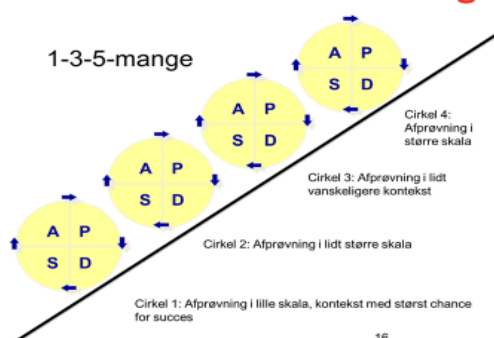 1-3-5-mange
A P
S D
A P
S D
A P
S D
A P
S D
Cirkel 4:
Afprøvning i
større skala
Cirkel 3: Afprøvning i lidt
vanskeligere kontekst
Cirkel 2: Afprøvning i lidt større skala
Cirkel 1: Afprøvning i lille skala, kontekst med størst chance
for succes
16